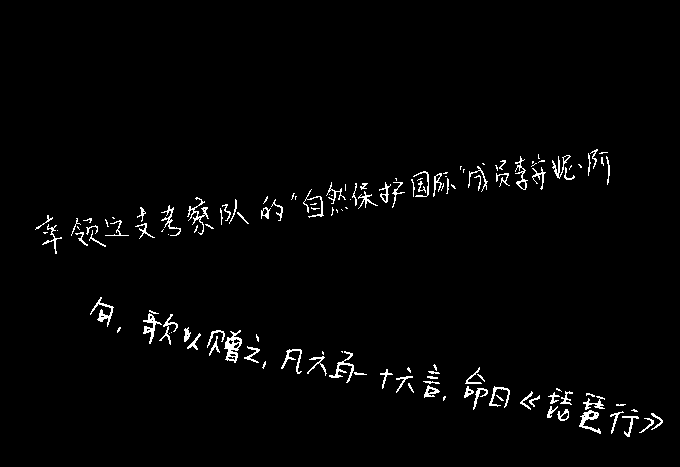 率领这支考察队的“自然保护国际”成员李安妮·阿
句，歌以赠之，凡六百一十六言，命曰《琵琶行》